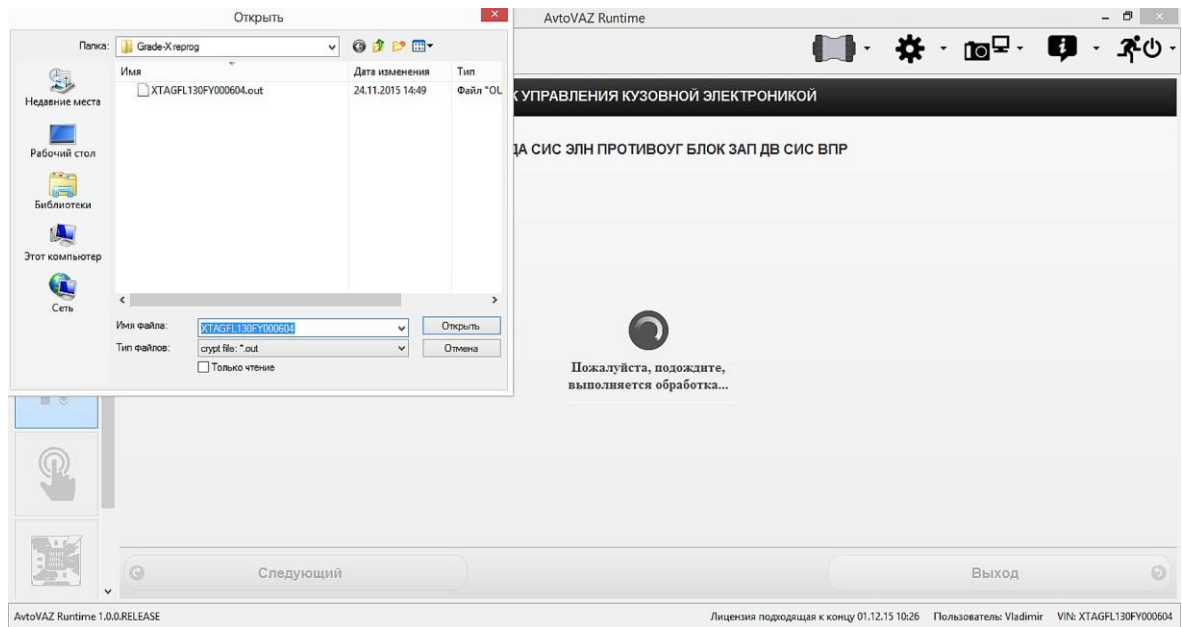 Открыть
AvtoVAZ Runtime
Папка:
Grade-X reprog
Имя
Дата изменения
Тип
XTAGFL130FY000604.out
24.11.2015 14:49
Файл "OU
Недавние места
Рабочий стол
Библиотеки
Этот компьютер
Сеть
Имя файла:
XTAGFL130FY000604
Открыть
Тип файлов:
crypt file: *.out
Отмена
Только чтение
К УПРАВЛЕНИЯ КУЗОВНОЙ ЭЛЕКТРОНИКОЙ
ДА СИС ЭЛН ПРОТИВОУГ БЛОК ЗАП ДВ СИС ВПР
Пожалуйста, подождите,
выполняется обработка...
Следующий
Выход
AvtoVAZ Runtime 1.0.0.RELEASE
Лицензия подходящая к концу 01.12.15 10:26
Пользователь: Vladimir
VIN: XTAGFL130FY000604